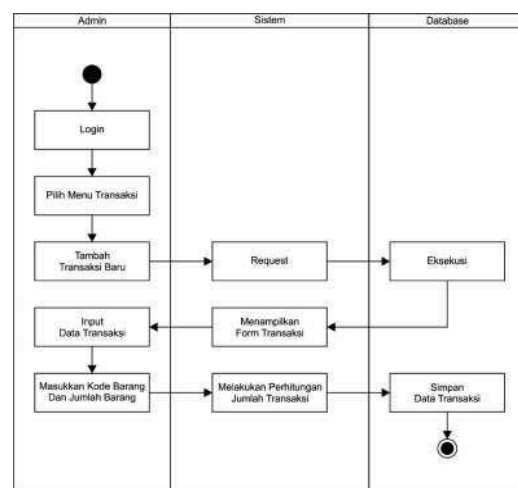 Admin
Sistem
Database
Login
Pilih Menu Transaksi
Tambah
Transaksi Baru
Request
Eksekusi
Input
Data Transaksi
Menampilkan
Form Transaksi
Masukkan Kode Barang
Dan Jumlah Barang
Melakukan Perhitungan
Jumlah Transaksi
Simpan
Data Transaksi